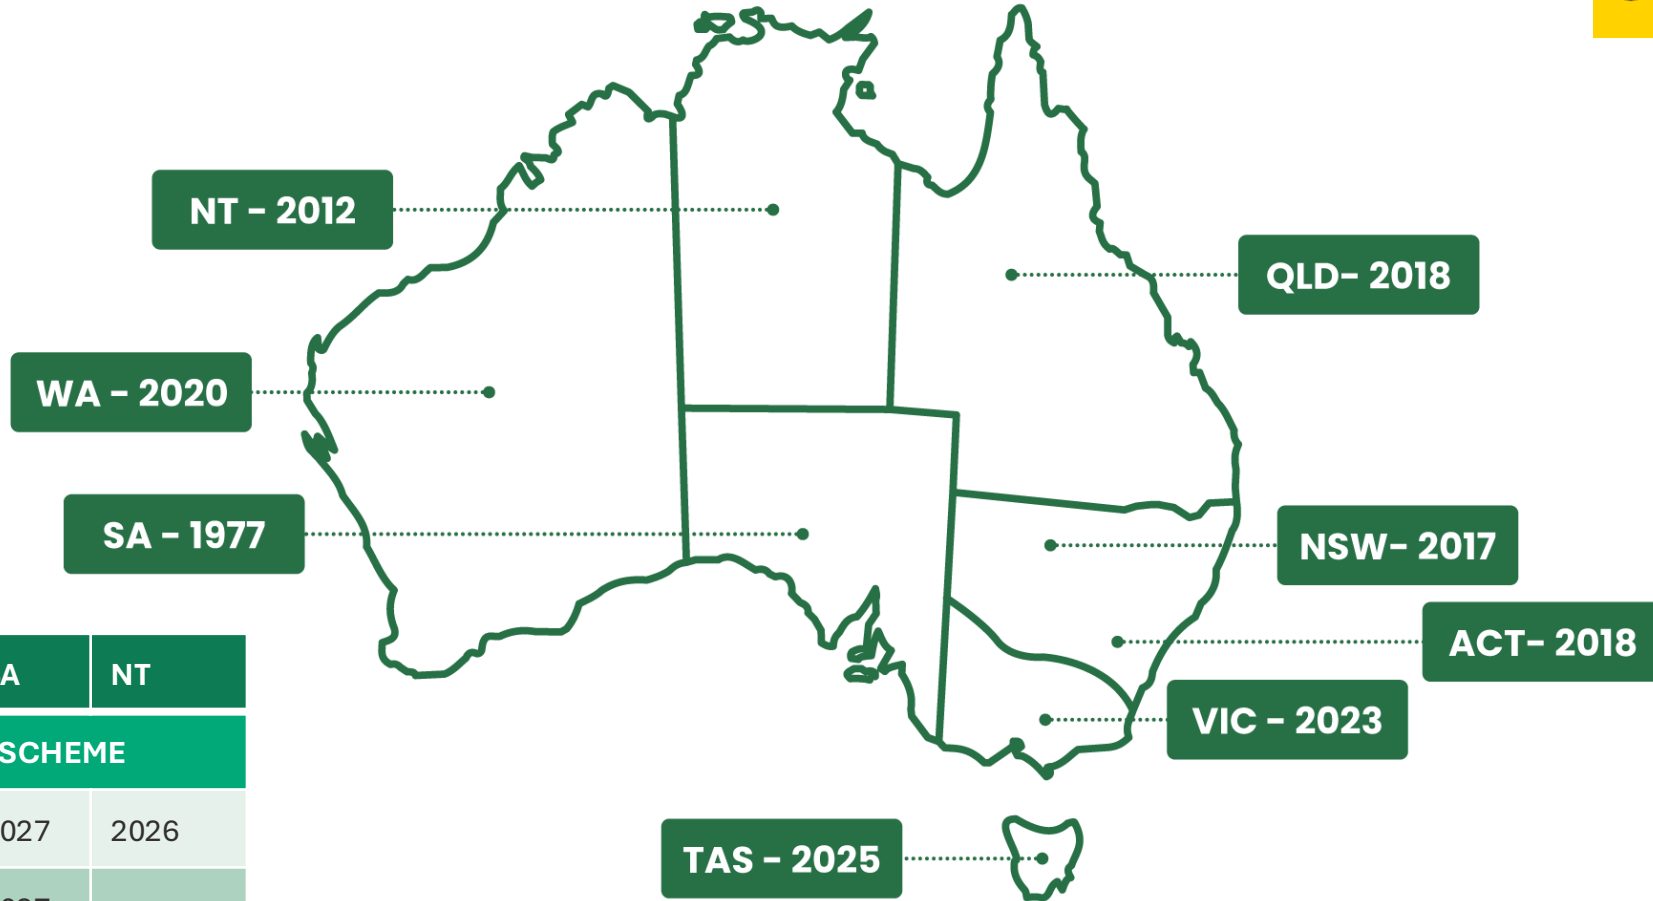 NT – 2012
QLD– 2018
WA – 2020
SA – 1977
NSW– 2017
ACT– 2018
VIC – 2023
TAS – 2025
A NT
SCHEME
027 2026